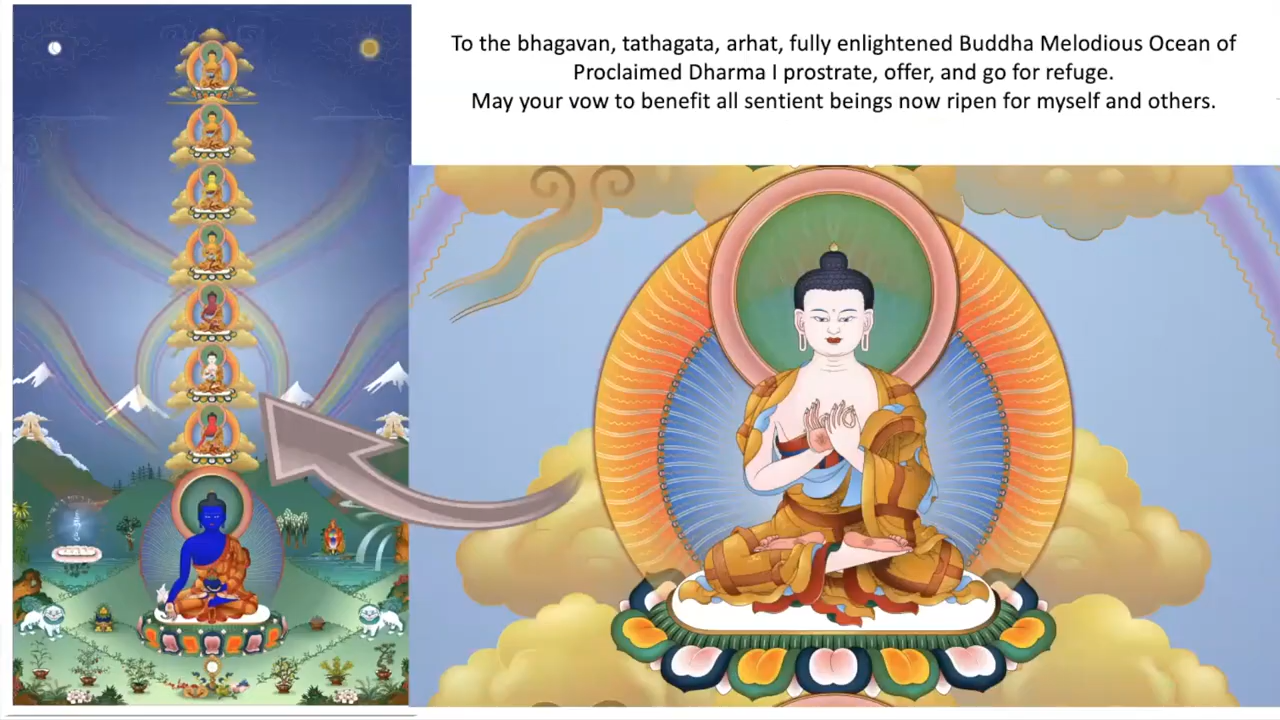 To the bhagavan, tathagata, arhat, fully enlightened Buddha Melodious Ocean of
Proclaimed Dharma I prostrate, offer, and go for refuge.
May your vow to benefit all sentient beings now ripen for myself and others.